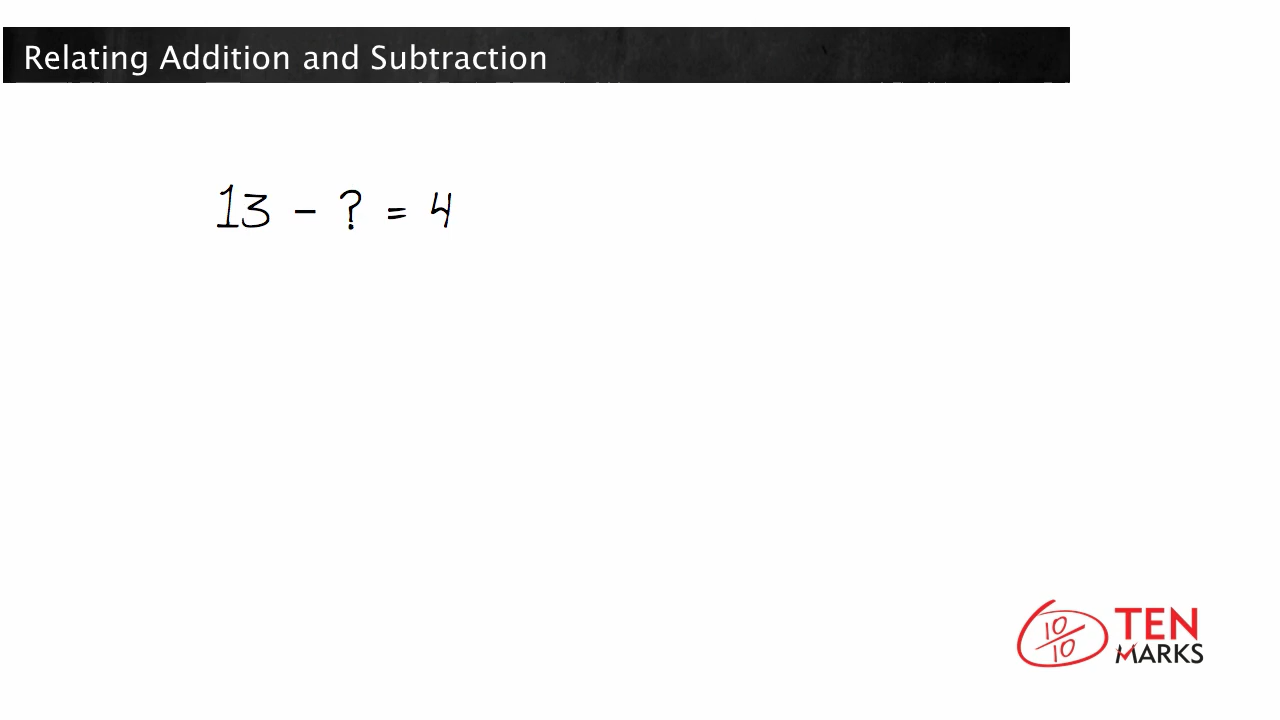 Relating Addition and Subtraction
13 - ? = 4
10/10
TEN
MARKS